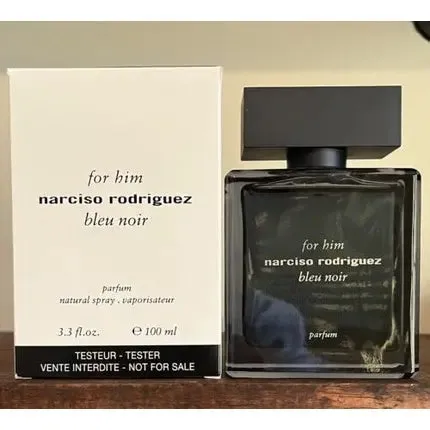 for him
narciso rodriguez
bleu noir
parfum
natural spray . vaporisateur
3.3 fl.oz. ℮ 100 ml
TESTEUR - TESTER
VENTE INTERDITE - NOT FOR SALE
for him
narciso rodriguez
bleu noir
parfum